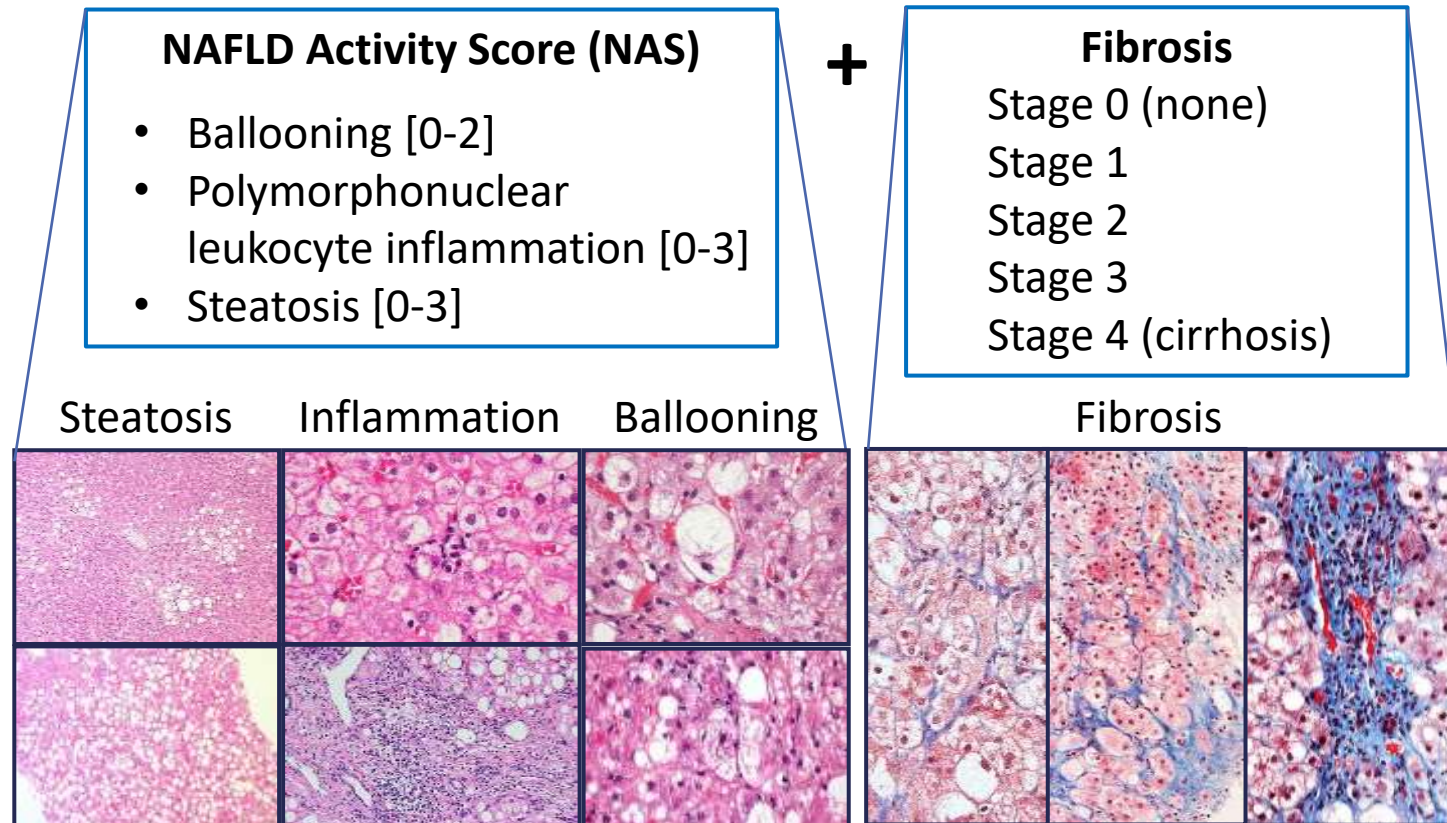 NAFLD Activity Score (NAS)
• Ballooning [0-2]
• Polymorphonuclear
leukocyte inflammation [0-3]
• Steatosis [0-3]
+
Fibrosis
Stage 0 (none)
Stage 1
Stage 2
Stage 3
Stage 4 (cirrhosis)
Steatosis
Inflammation
Ballooning
Fibrosis